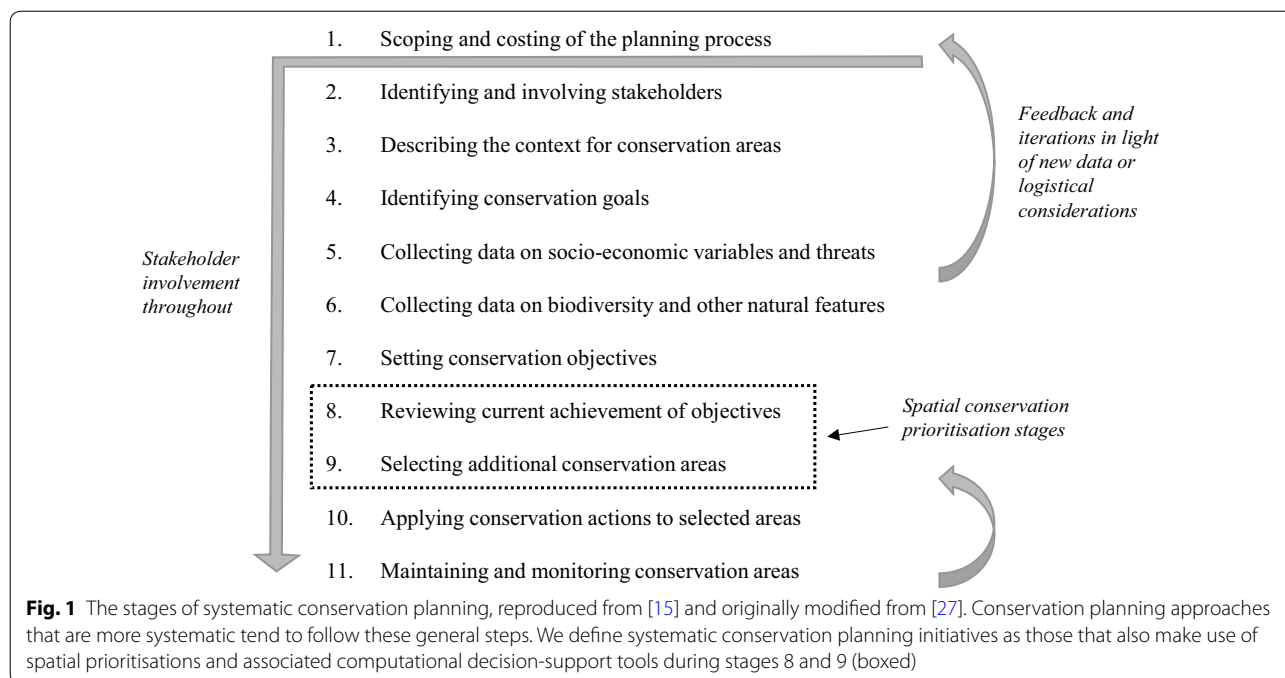 1. Scoping and costing of the planning process
2. Identifying and involving stakeholders
3. Describing the context for conservation areas
4. Identifying conservation goals
5. Collecting data on socio-economic variables and threats
6. Collecting data on biodiversity and other natural features
7. Setting conservation objectives
8. Reviewing current achievement of objectives
9. Selecting additional conservation areas
10. Applying conservation actions to selected areas
11. Maintaining and monitoring conservation areas
Stakeholder
involvement
throughout
Feedback and
iterations in light
of new data or
logistical
considerations
Spatial conservation
prioritisation stages
Fig. 1 The stages of systematic conservation planning, reproduced from [15] and originally modified from [27]. Conservation planning approaches
that are more systematic tend to follow these general steps. We define systematic conservation planning initiatives as those that also make use of
spatial prioritisations and associated computational decision-support tools during stages 8 and 9 (boxed)